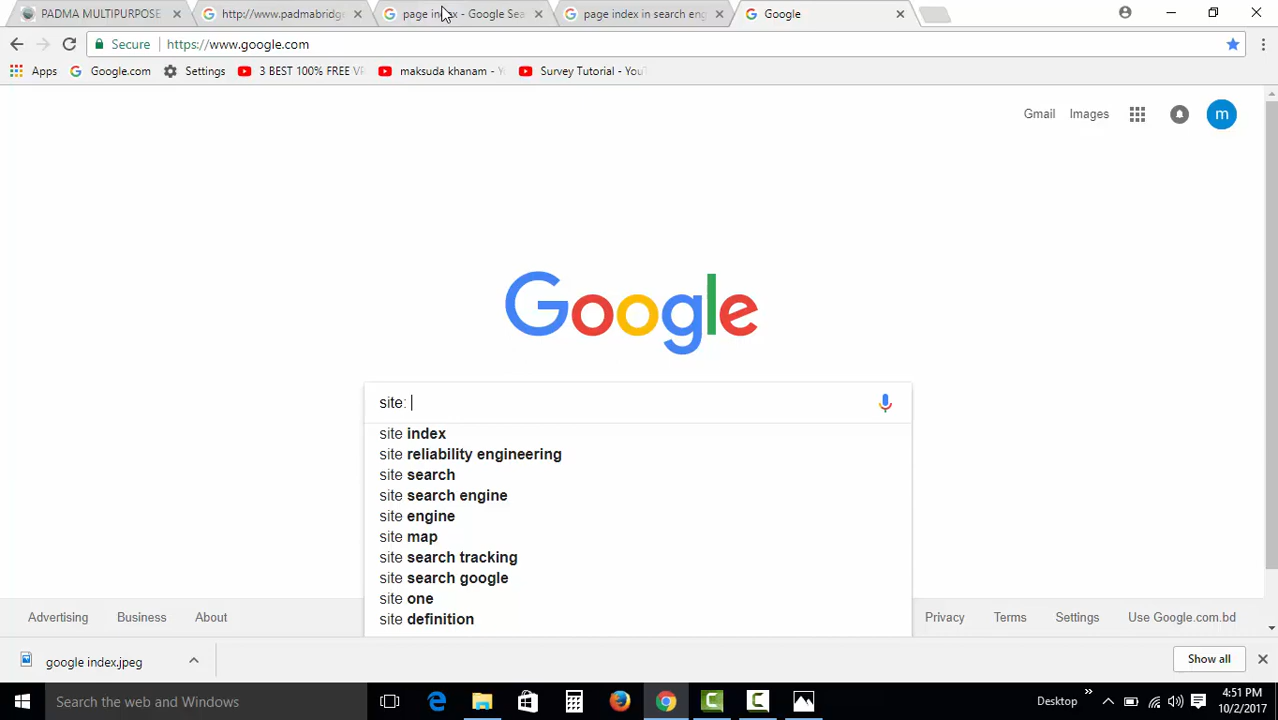 PADMA MULTIPURPOSE
http://www.padmabridg
page index - Google Sea
page index in search eng
Google
Secure https://www.google.com
Apps
Google.com
Settings
3 BEST 100% FREE VP
maksuda khanam - Y
Survey Tutorial - YouT
Gmail
Images
m
Google
site:
site index
site reliability engineering
site search
site search engine
site engine
site map
site search tracking
site search google
site one
site definition
Advertising
Business
About
Privacy
Terms
Settings
Use Google.com.bd
google index.jpeg
Show all
Search the web and Windows
Desktop
4:51 PM
10/2/2017